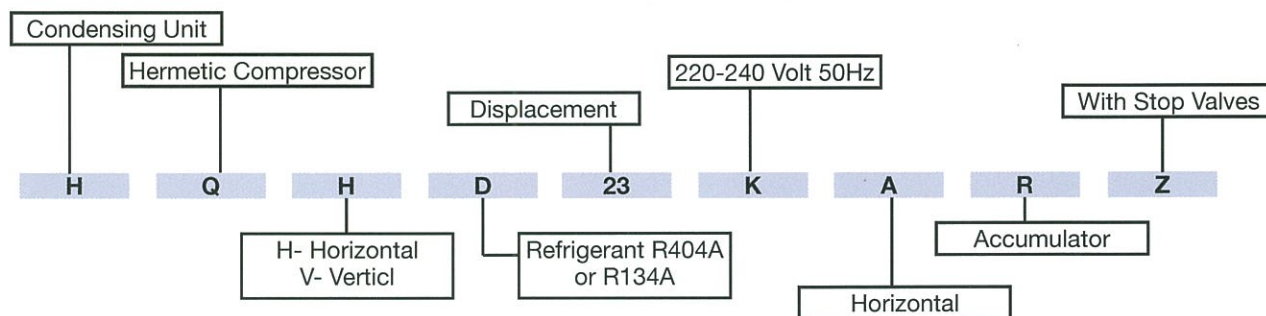 Condensing Unit
Hermetic Compressor
220-240 Volt 50Hz
Displacement
With Stop Valves
H Q H D 23 K A R Z
H- Horizontal
V- Verticl
Refrigerant R404A
or R134A
Accumulator
Horizontal